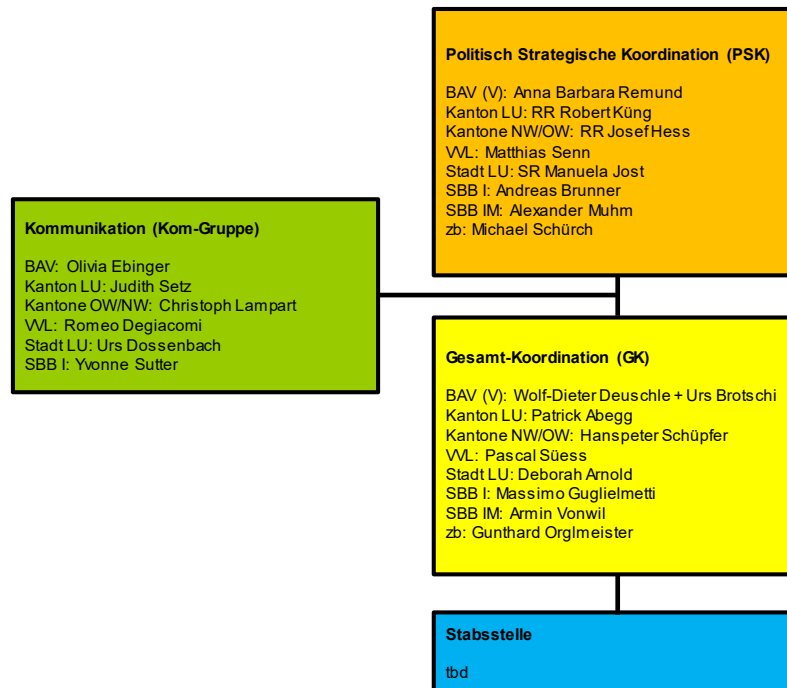 Politisch Strategische Koordination (PSK)
BAV (V): Anna Barbara Remund
Kanton LU: RR Robert Küng
Kantone NW/OW: RR Josef Hess
VVL: Matthias Senn
Stadt LU: SR Manuela Jost
SBB I: Andreas Brunner
SBB IM: Alexander Muhm
zb: Michael Schürch
Kommunikation (Kom-Gruppe)
BAV: Olivia Ebinger
Kanton LU: Judith Setz
Kantone OW/NW: Christoph Lampart
VVL: Romeo Degiacomi
Stadt LU: Urs Dossenbach
SBB I: Yvonne Sutter
Gesamt-Koordination (GK)
BAV (V): Wolf-Dieter Deuschle + Urs Brotschi
Kanton LU: Patrick Abegg
Kantone NW/OW: Hanspeter Schüpfer
VVL: Pascal Süess
Stadt LU: Deborah Arnold
SBB I: Massimo Guglielmetti
SBB IM: Armin Vonwil
zb: Gunthard Orglmeister
Stabsstelle
tbd